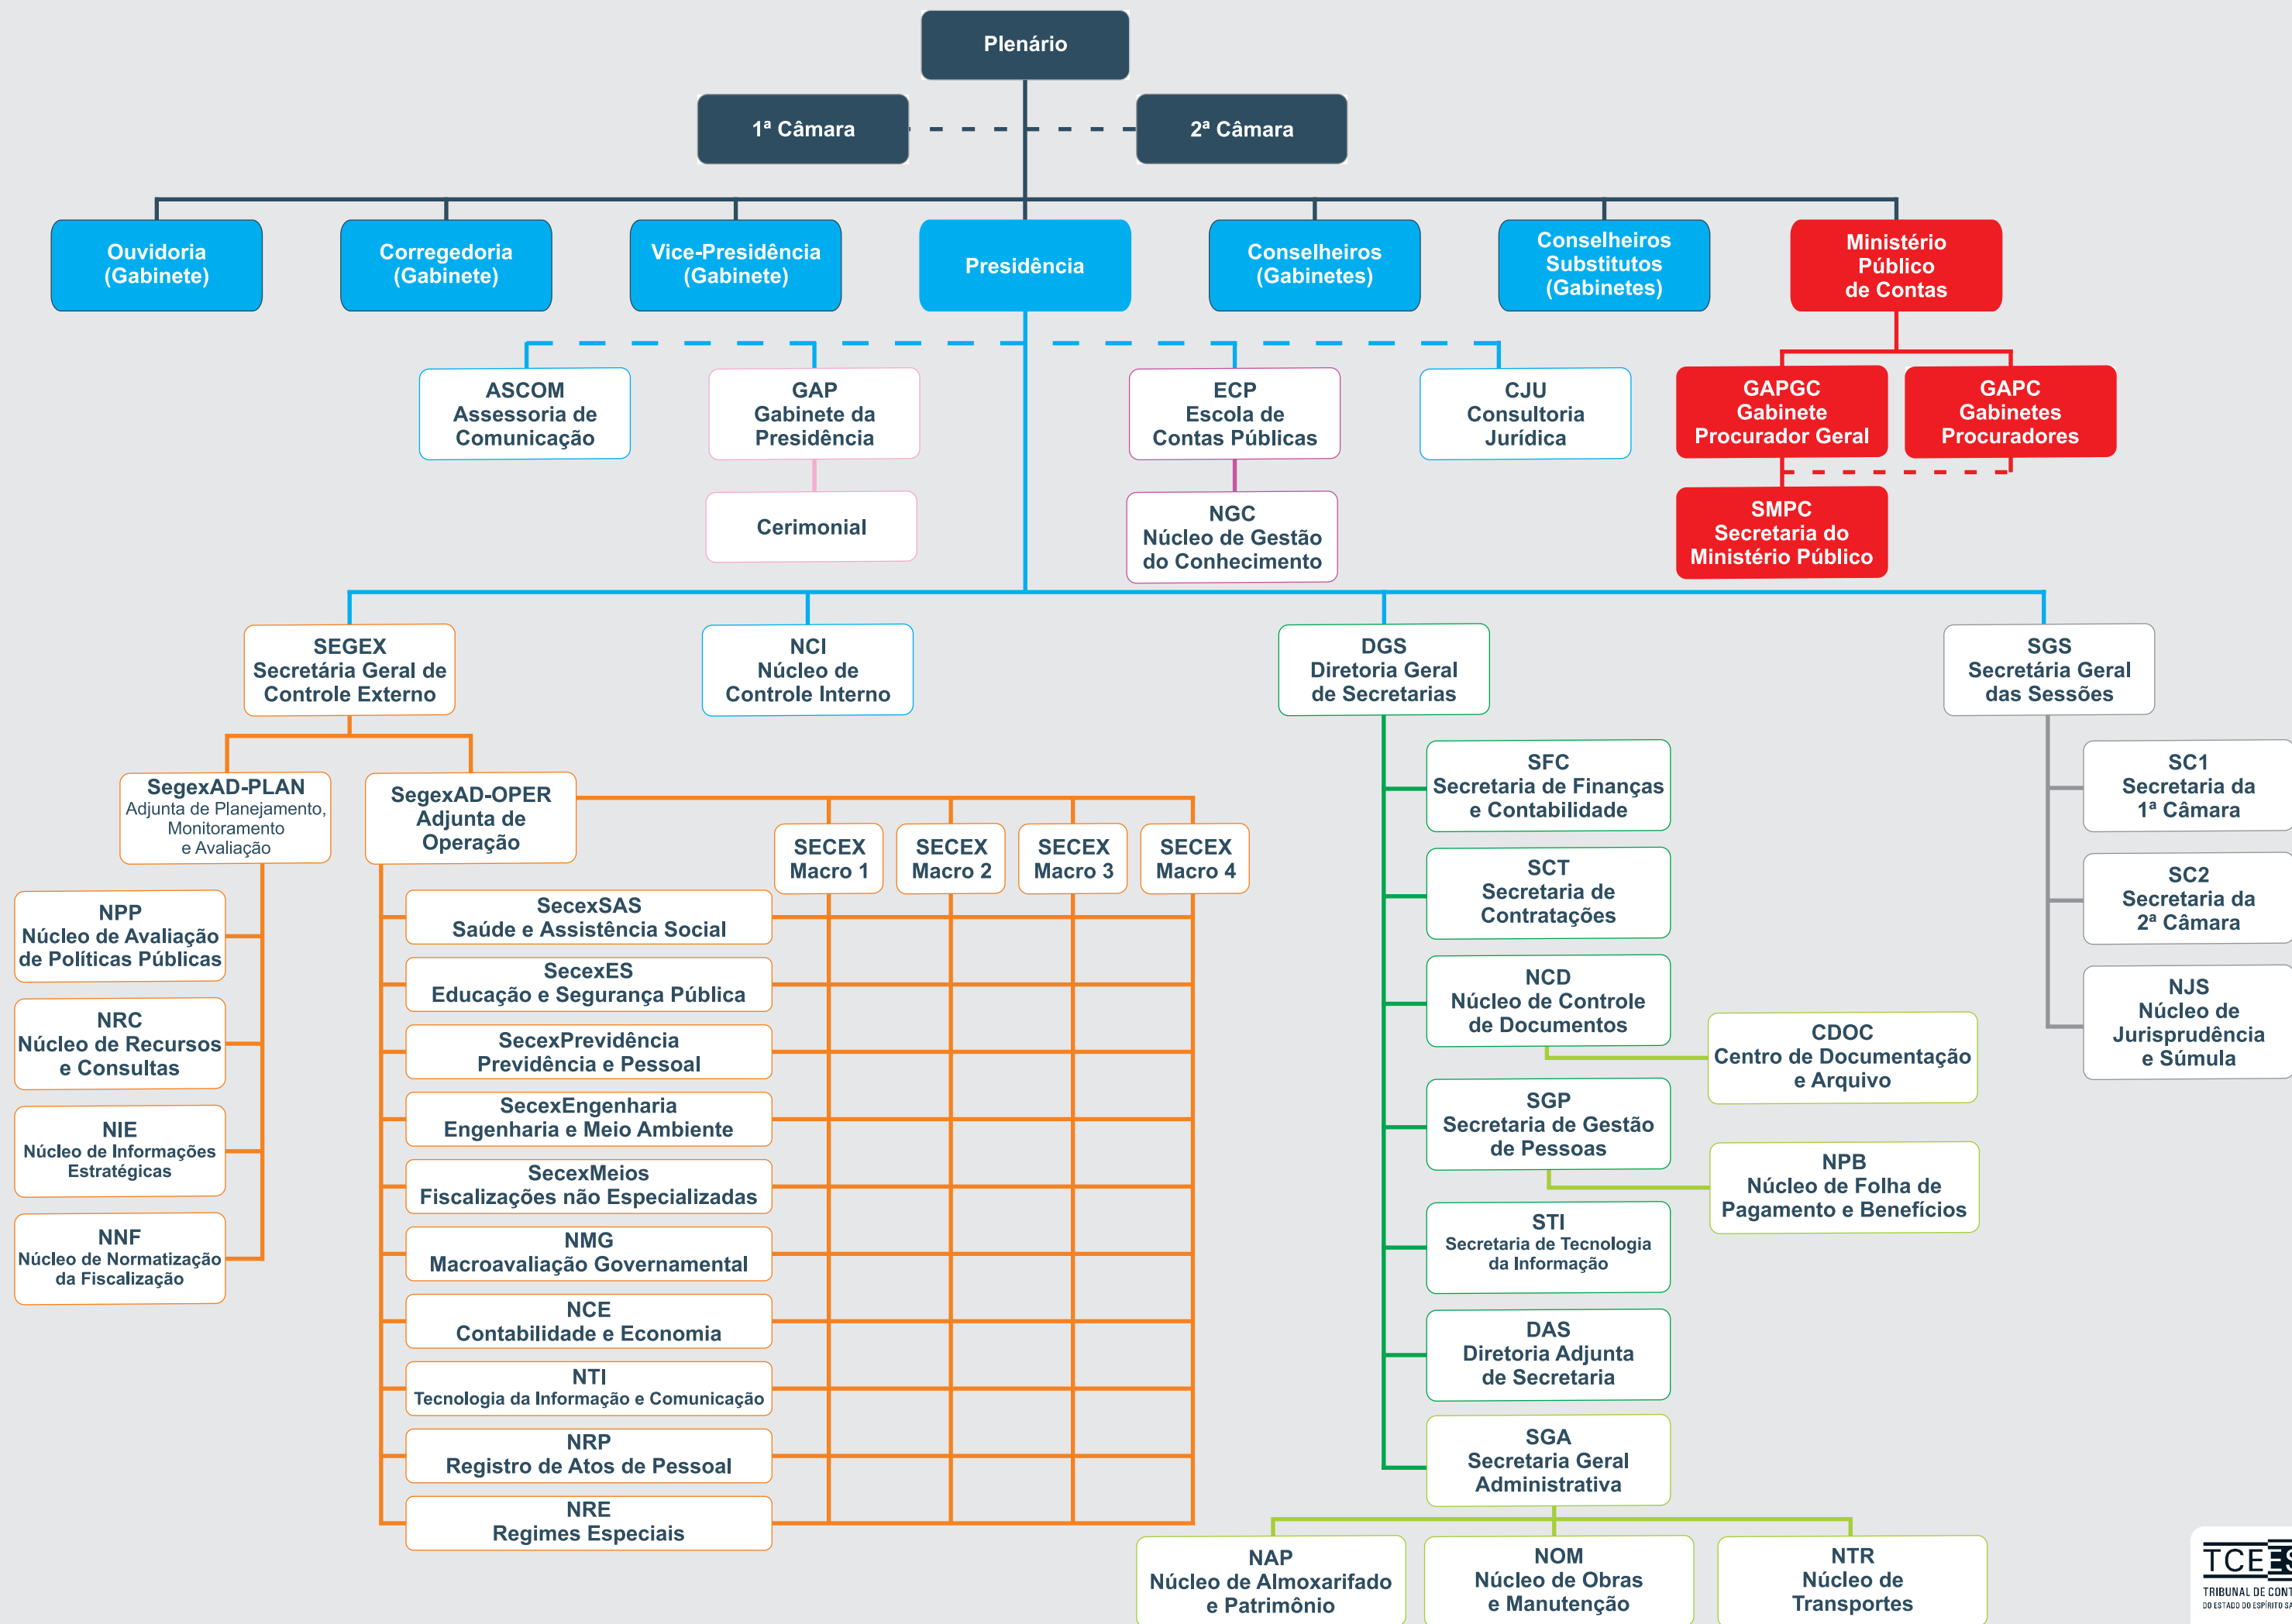 Plenário
1ª Câmara
2ª Câmara
Ouvidoria
(Gabinete)
Corregedoria
(Gabinete)
Vice-Presidência
(Gabinete)
Presidência
Conselheiros
(Gabinetes)
Conselheiros
Substitutos
(Gabinetes)
Ministério
Público
de Contas
ASCOM
Assessoria de
Comunicação
GAP
Gabinete da
Presidência
ECP
Escola de
Contas Públicas
CJU
Consultoria
Jurídica
GAPGC
Gabinete
Procurador Geral
GAPC
Gabinetes
Procuradores
Cerimonial
NGC
Núcleo de Gestão
do Conhecimento
SMPC
Secretaria do
Ministério Público
SEGEX
Secretária Geral de
Controle Externo
NCI
Núcleo de
Controle Interno
DGS
Diretoria Geral
de Secretarias
SGS
Secretária Geral
das Sessões
SegexAD-PLAN
Adjunta de Planejamento,
Monitoramento
e Avaliação
SegexAD-OPER
Adjunta de
Operação
SECEX
Macro 1
SECEX
Macro 2
SECEX
Macro 3
SECEX
Macro 4
NPP
Núcleo de Avaliação
de Políticas Públicas
NRC
Núcleo de Recursos
e Consultas
NIE
Núcleo de Informações
Estratégicas
NNF
Núcleo de Normatização
da Fiscalização
SecexSAS
Saúde e Assistência Social
SecexES
Educação e Segurança Pública
SecexPrevidência
Previdência e Pessoal
SecexEngenharia
Engenharia e Meio Ambiente
SecexMeios
Fiscalizações não Especializadas
NMG
Macroavaliação Governamental
NCE
Contabilidade e Economia
NTI
Tecnologia da Informação e Comunicação
NRP
Registro de Atos de Pessoal
NRE
Regimes Especiais
SFC
Secretaria de Finanças
e Contabilidade
SCT
Secretaria de
Contratações
NCD
Núcleo de Controle
de Documentos
CDOC
Centro de Documentação
e Arquivo
SGP
Secretaria de Gestão
de Pessoas
NPB
Núcleo de Folha de
Pagamento e Benefícios
STI
Secretaria de Tecnologia
da Informação
DAS
Diretoria Adjunta
de Secretaria
SGA
Secretaria Geral
Administrativa
NAP
Núcleo de Almoxarifado
e Patrimônio
NOM
Núcleo de Obras
e Manutenção
NTR
Núcleo de
Transportes
SC1
Secretaria da
1ª Câmara
SC2
Secretaria da
2ª Câmara
NJS
Núcleo de
Jurisprudência
e Súmula
TCEES
TRIBUNAL DE
DO ESTADO DO ESPÍRITO